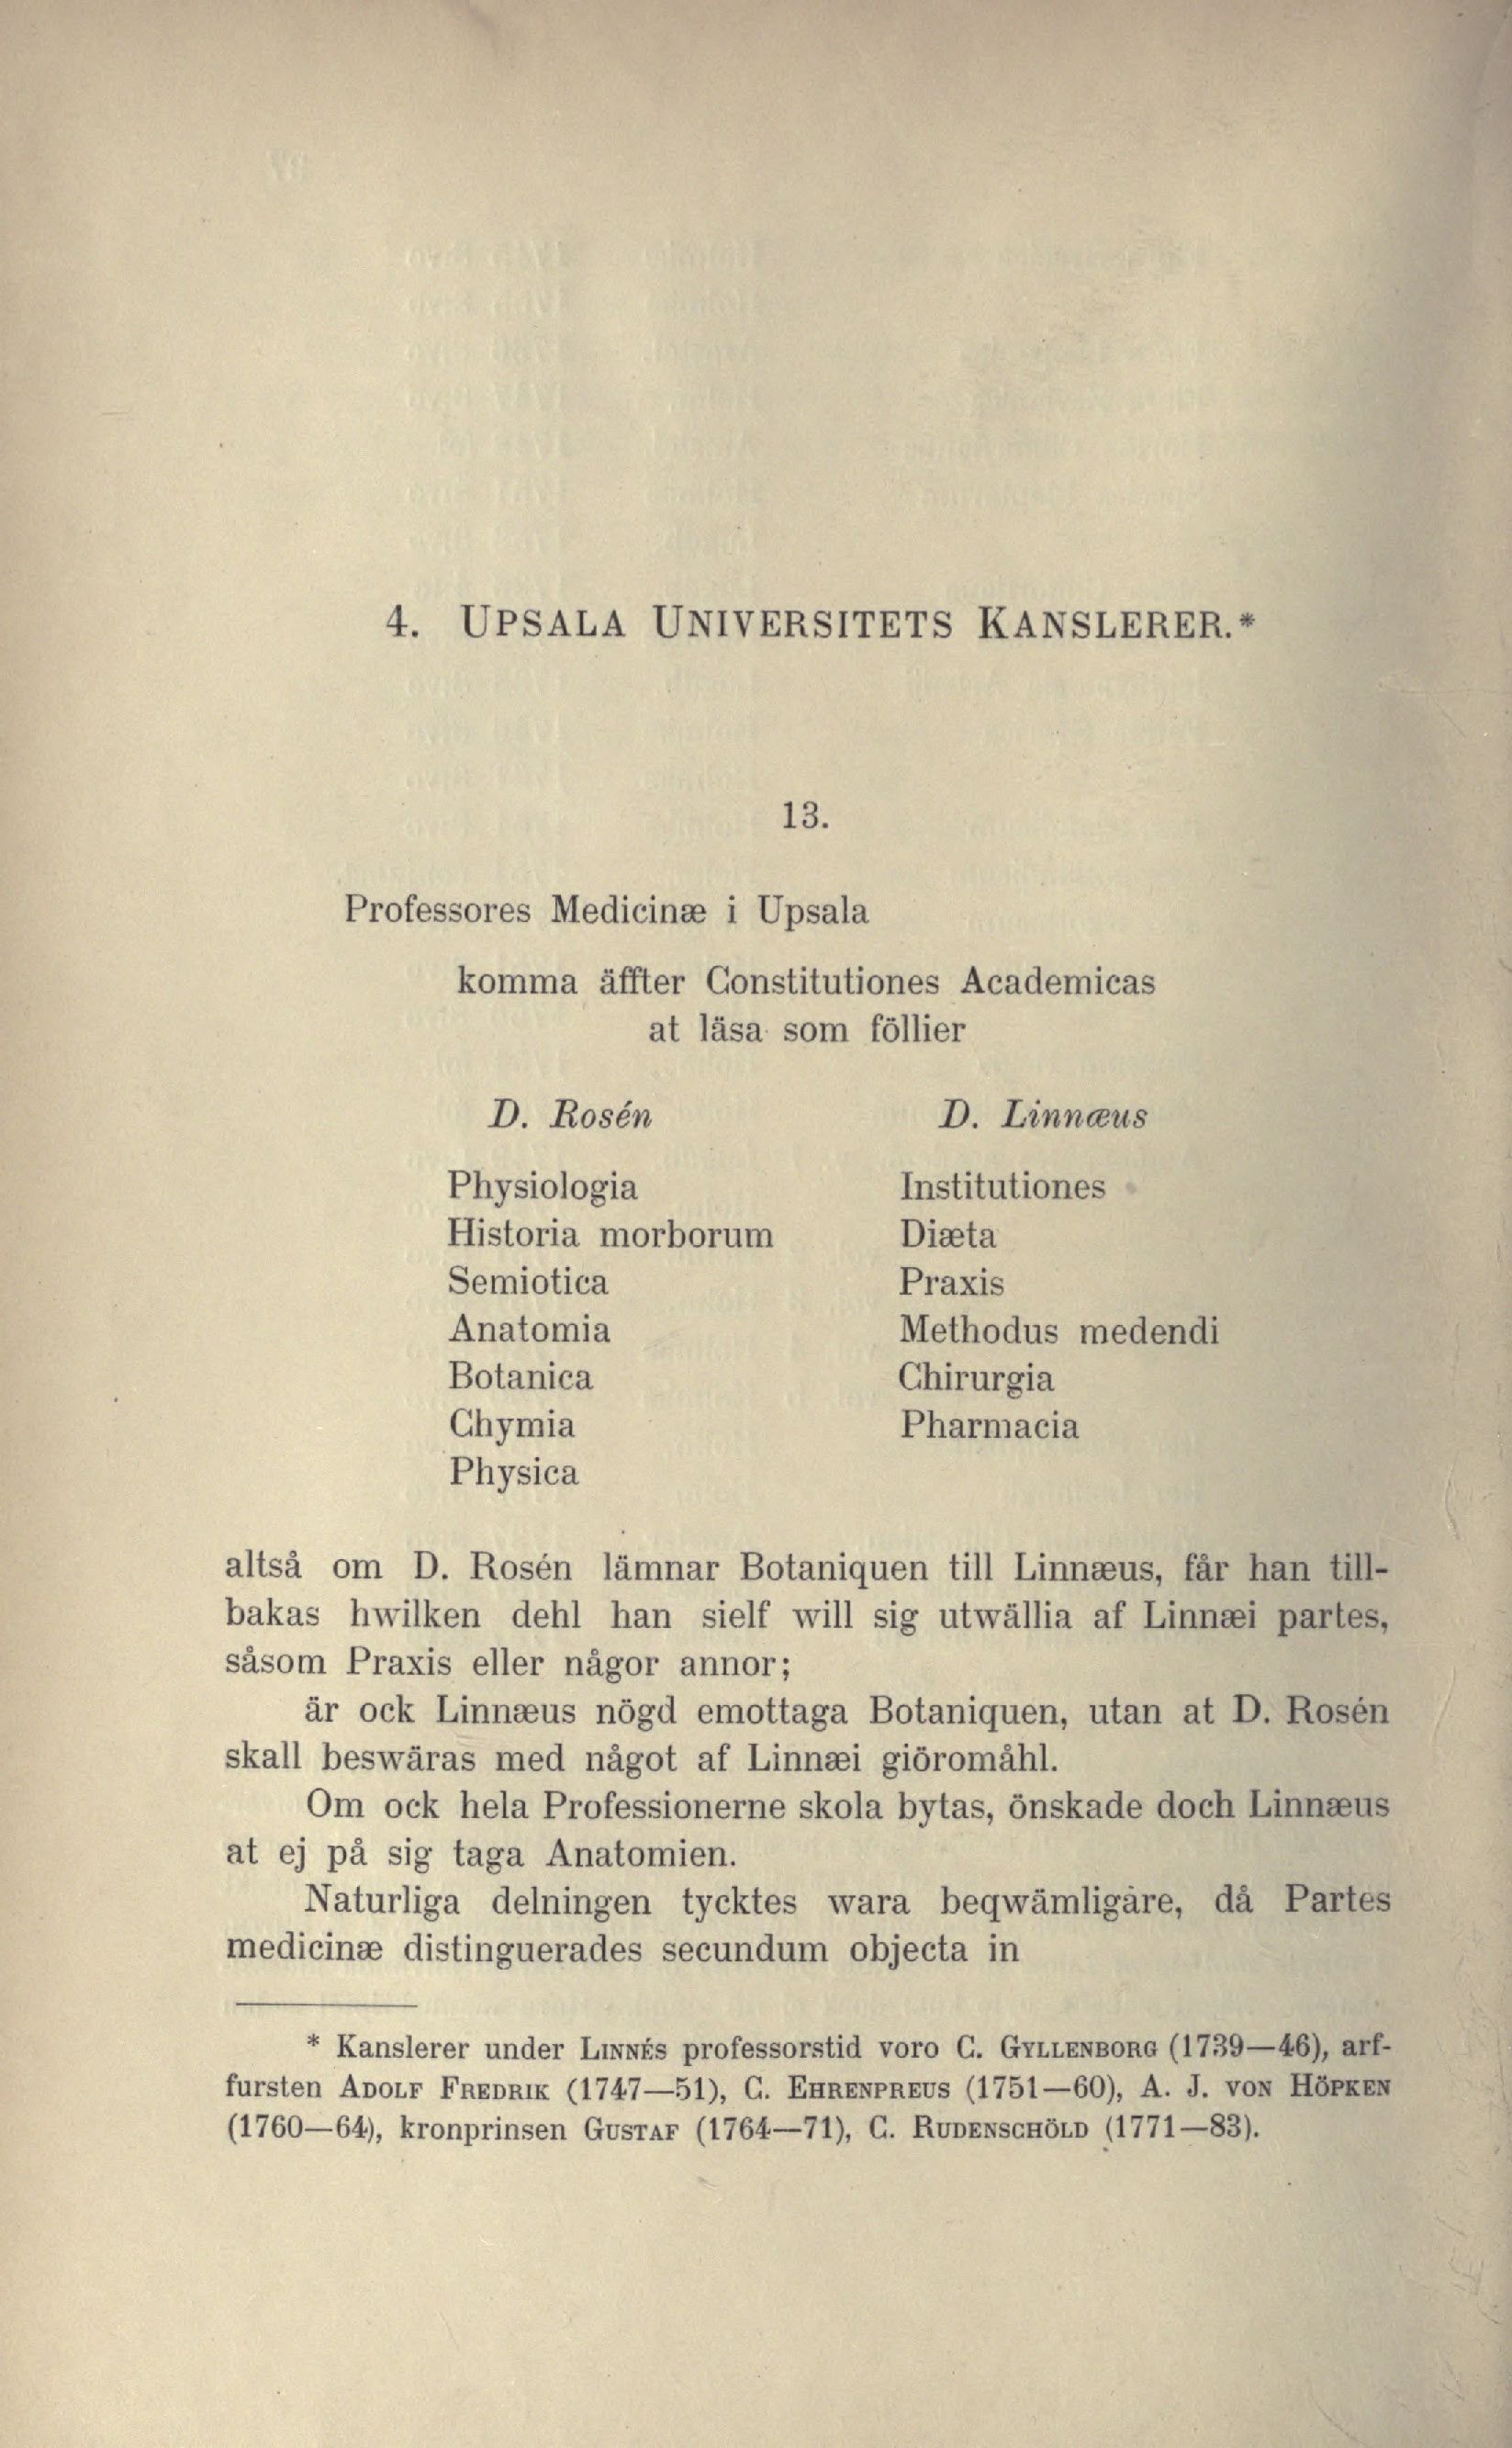 4. UPSALA UNIVERSITETS KANSLERER.*
13.
Professores Medicinæ i Upsala
komma äffter Constitutiones Academicas
at läsa som föllier
D. Rosén D. Linnæus
Physiologia Institutiones
Historia morborum Diæta
Semiotica Praxis
Anatomia Methodus medendi
Botanica Chirurgia
Chymia Pharmacia
Physica
altså om D. Rosén lämnar Botaniquen till Linnæus, får han till-
bakas hwilken dehl han sielf will sig utwällia af Linnæi partes,
såsom Praxis eller någor annor;
är ock Linnæus nögd emottaga Botaniquen, utan at D. Rosén
skall beswäras med något af Linnæi giöromåhl.
Om ock hela Professionerne skola bytas, önskade doch Linnæus
at ej på sig taga Anatomien.
Naturliga delningen tycktes wara beqwämligare, då Partes
medicinæ distinguerades secundum objecta in
* Kanslerer under LINNÉS professorstid voro C. GYLLENBORG (1739—46), arf-
fursten ADOLF FREDRIK (1747—51), C. EHRENPREUS (1751—60), A. J. VON HÖPKEN
(1760—64), kronprinsen GUSTAF (1764—71), C. RUDENSCHÖLD (1771—83).